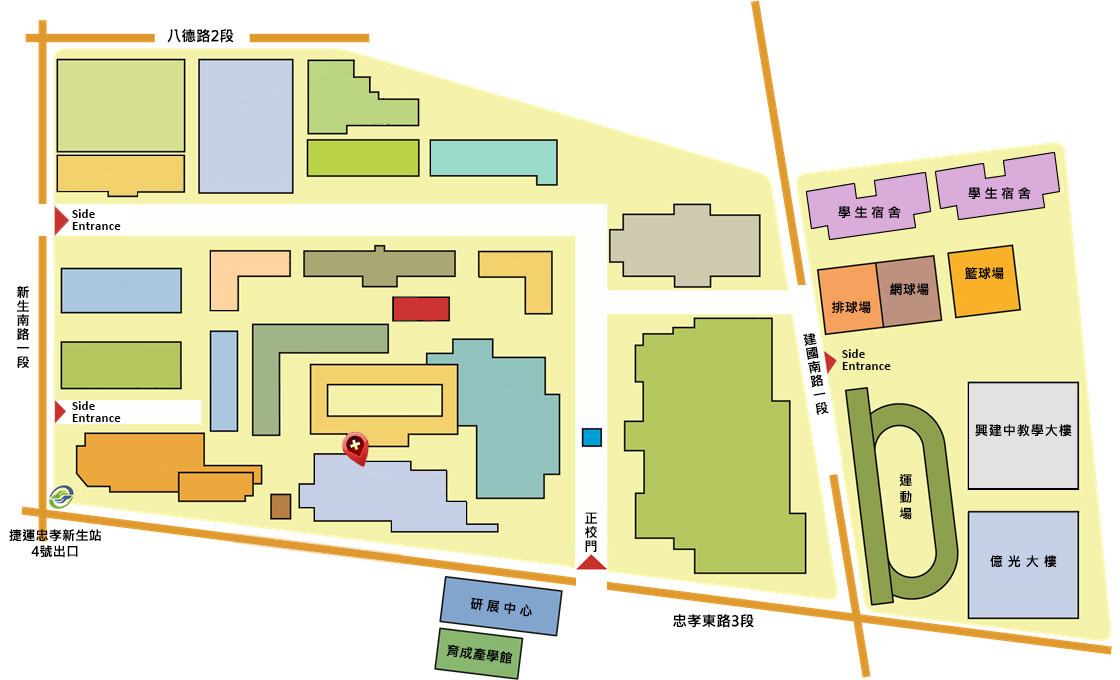 八德路2段
Side
Entrance
學生宿舍
學生宿舍
籃球場
網球場
排球場
新生南路一段
建國南路一段
Side
Entrance
Side
Entrance
興建中教學大樓
運動場
正校門
捷運忠孝新生站
4號出口
億光大樓
研展中心
忠孝東路3段
育成產學館